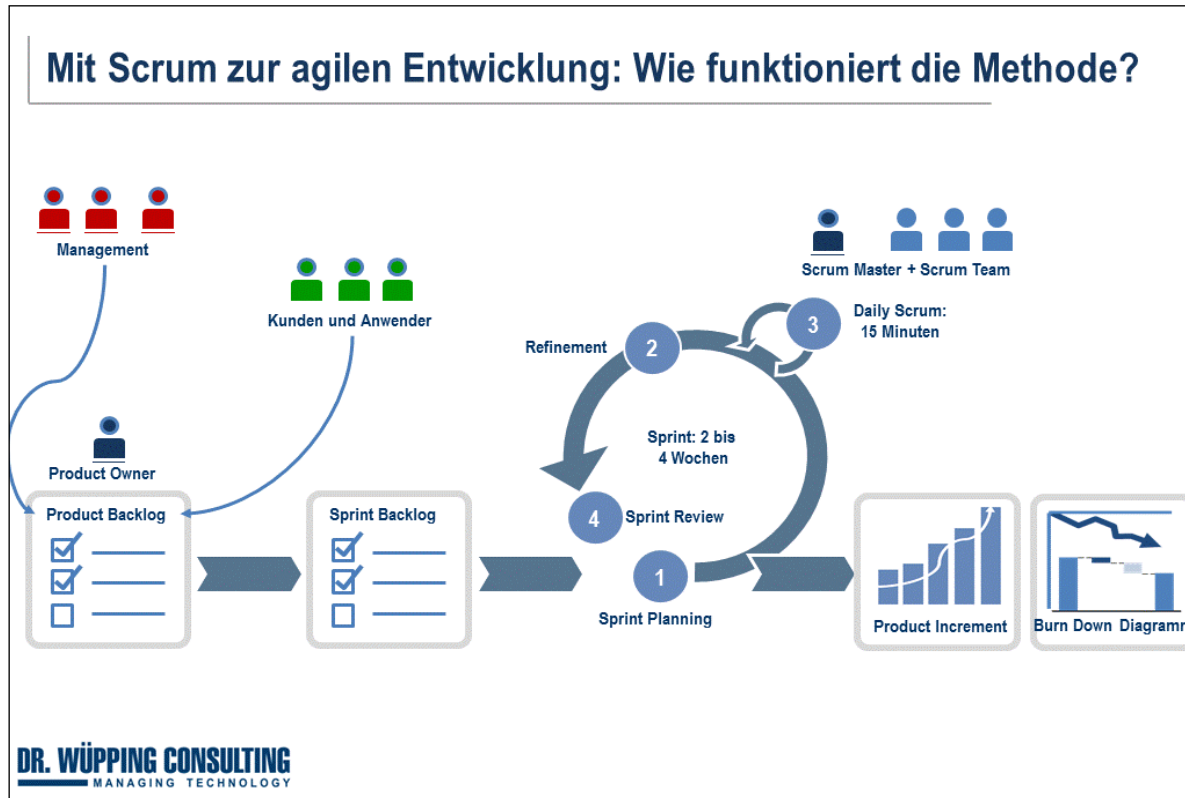 Mit Scrum zur agilen Entwicklung: Wie funktioniert die Methode?
Management
Kunden und Anwender
Scrum Master + Scrum Team
3
Daily Scrum:
15 Minuten
Refinement
2
Sprint: 2 bis
4 Wochen
Product Owner
Product Backlog
Sprint Backlog
4
Sprint Review
1
Sprint Planning
Product Increment
Burn Down Diagramm
DR. WÜPPING CONSULTING
MANAGING TECHNOLOGY